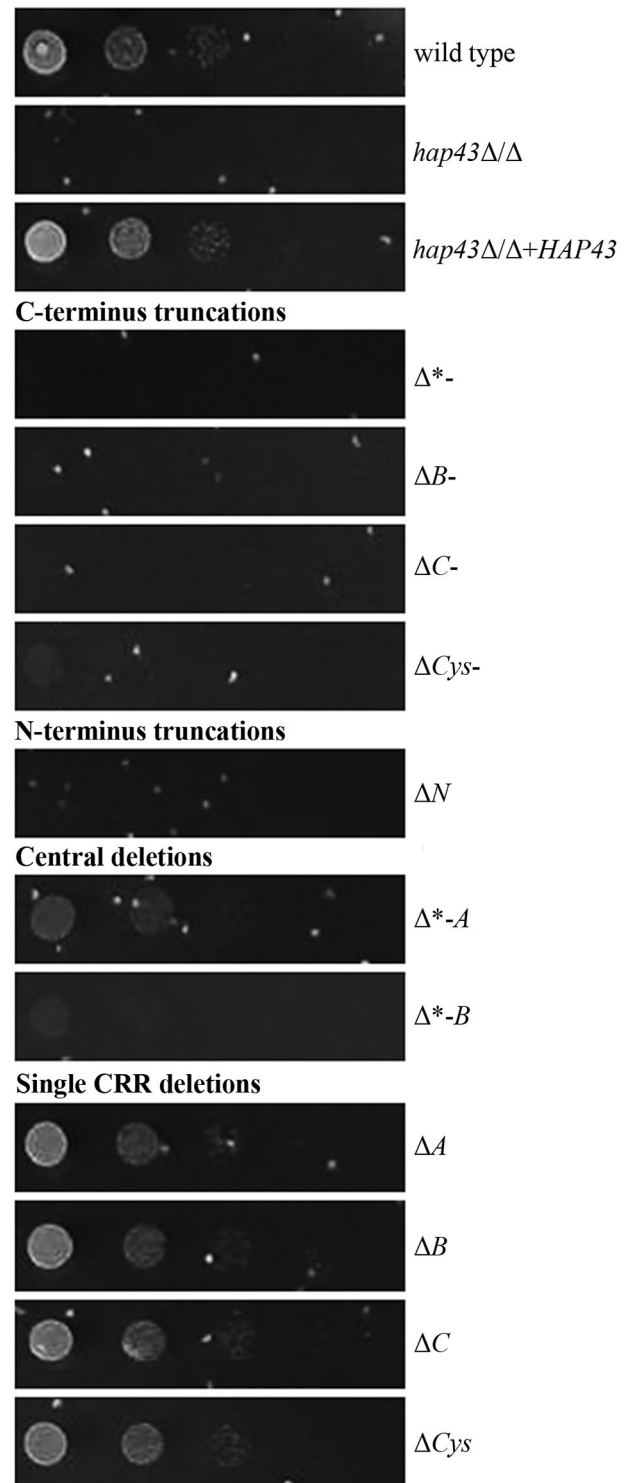 wild type
hap43Δ/Δ
hap43Δ/Δ+HAP43
C-terminus truncations
Δ*-
ΔB-
ΔC-
ΔCys-
N-terminus truncations
ΔN
Central deletions
Δ*-A
Δ*-B
Single CRR deletions
ΔA
ΔB
ΔC
ΔCys